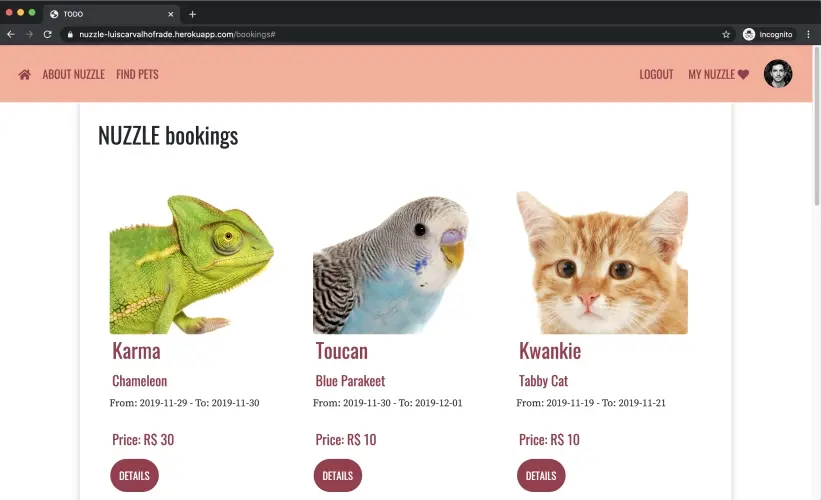 TODO
nuzzle-luiscarvalhofrade.herokuapp.com/bookings#
Incognito
ABOUT NUZZLE
FIND PETS
LOGOUT
MY NUZZLE
NUZZLE bookings
Karma
Toucan
Kwankie
Chameleon
Blue Parakeet
Tabby Cat
From: 2019-11-29 - To: 2019-11-30
From: 2019-11-30 - To: 2019-12-01
From: 2019-11-19 - To: 2019-11-21
Price: R$ 30
Price: R$ 10
Price: R$ 10
DETAILS
DETAILS
DETAILS